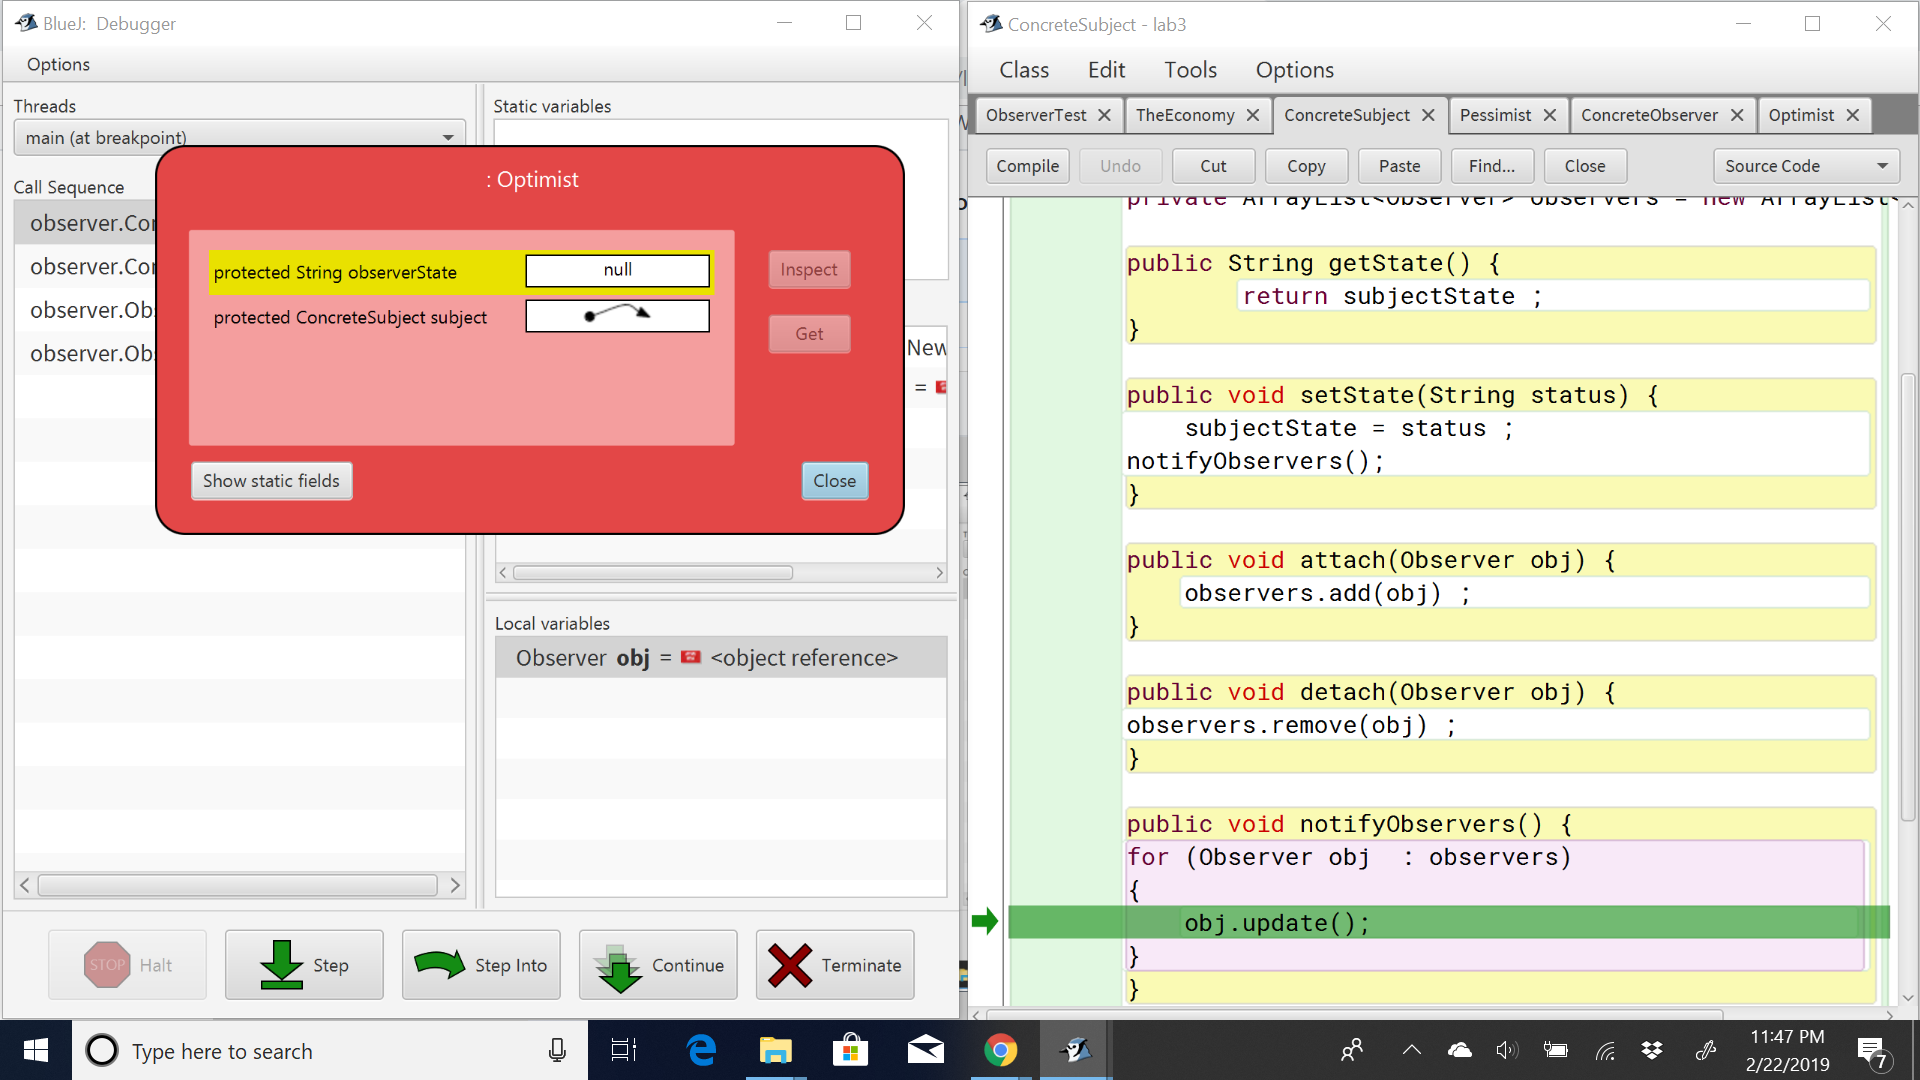 BlueJ: Debugger
Options
Threads
main (at breakpoint)
Call Sequence
observer.Con
observer.Con
observer.Obs
observer.Obs
Static variables
New
=
: Optimist
protected String observerState
null
protected ConcreteSubject subject
Inspect
Get
Show static fields
Close
Local variables
Observer obj = <object reference>
STOP Halt
Step
Step Into
Continue
Terminate
ConcreteSubject - lab3
Class Edit Tools Options
ObserverTest TheEconomy ConcreteSubject Pessimist ConcreteObserver Optimist
Compile Undo Cut Copy Paste Find... Close Source Code
private ArrayList<Observer> observers = new ArrayList<
public String getState() {
return subjectState ;
}
public void setState(String status) {
subjectState = status ;
notifyObservers();
}
public void attach(Observer obj) {
observers.add(obj) ;
}
public void detach(Observer obj) {
observers.remove(obj) ;
}
public void notifyObservers() {
for (Observer obj : observers)
{
obj.update();
}
}
Type here to search
11:47 PM
2/22/2019
7